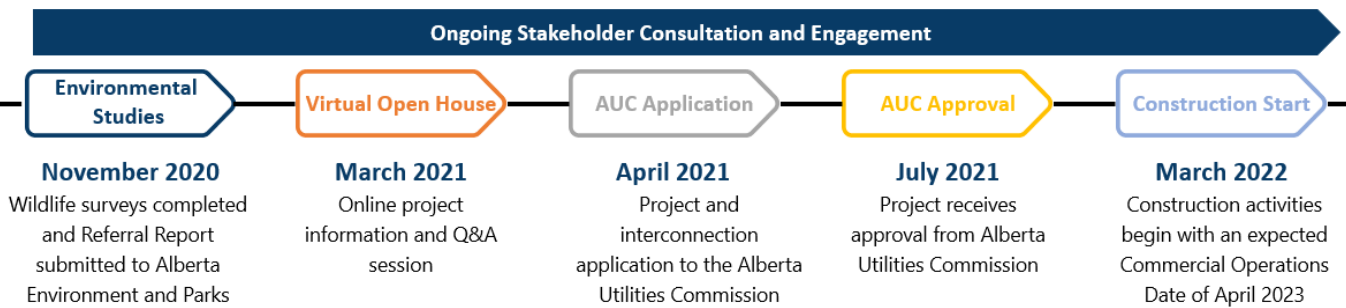 Ongoing Stakeholder Consultation and Engagement
Environmental
Studies
Virtual Open House
AUC Application
AUC Approval
Construction Start
November 2020
Wildlife surveys completed
and Referral Report
submitted to Alberta
Environment and Parks
March 2021
Online project
information and Q&A
session
April 2021
Project and
interconnection
application to the Alberta
Utilities Commission
July 2021
Project receives
approval from Alberta
Utilities Commission
March 2022
Construction activities
begin with an expected
Commercial Operations
Date of April 2023